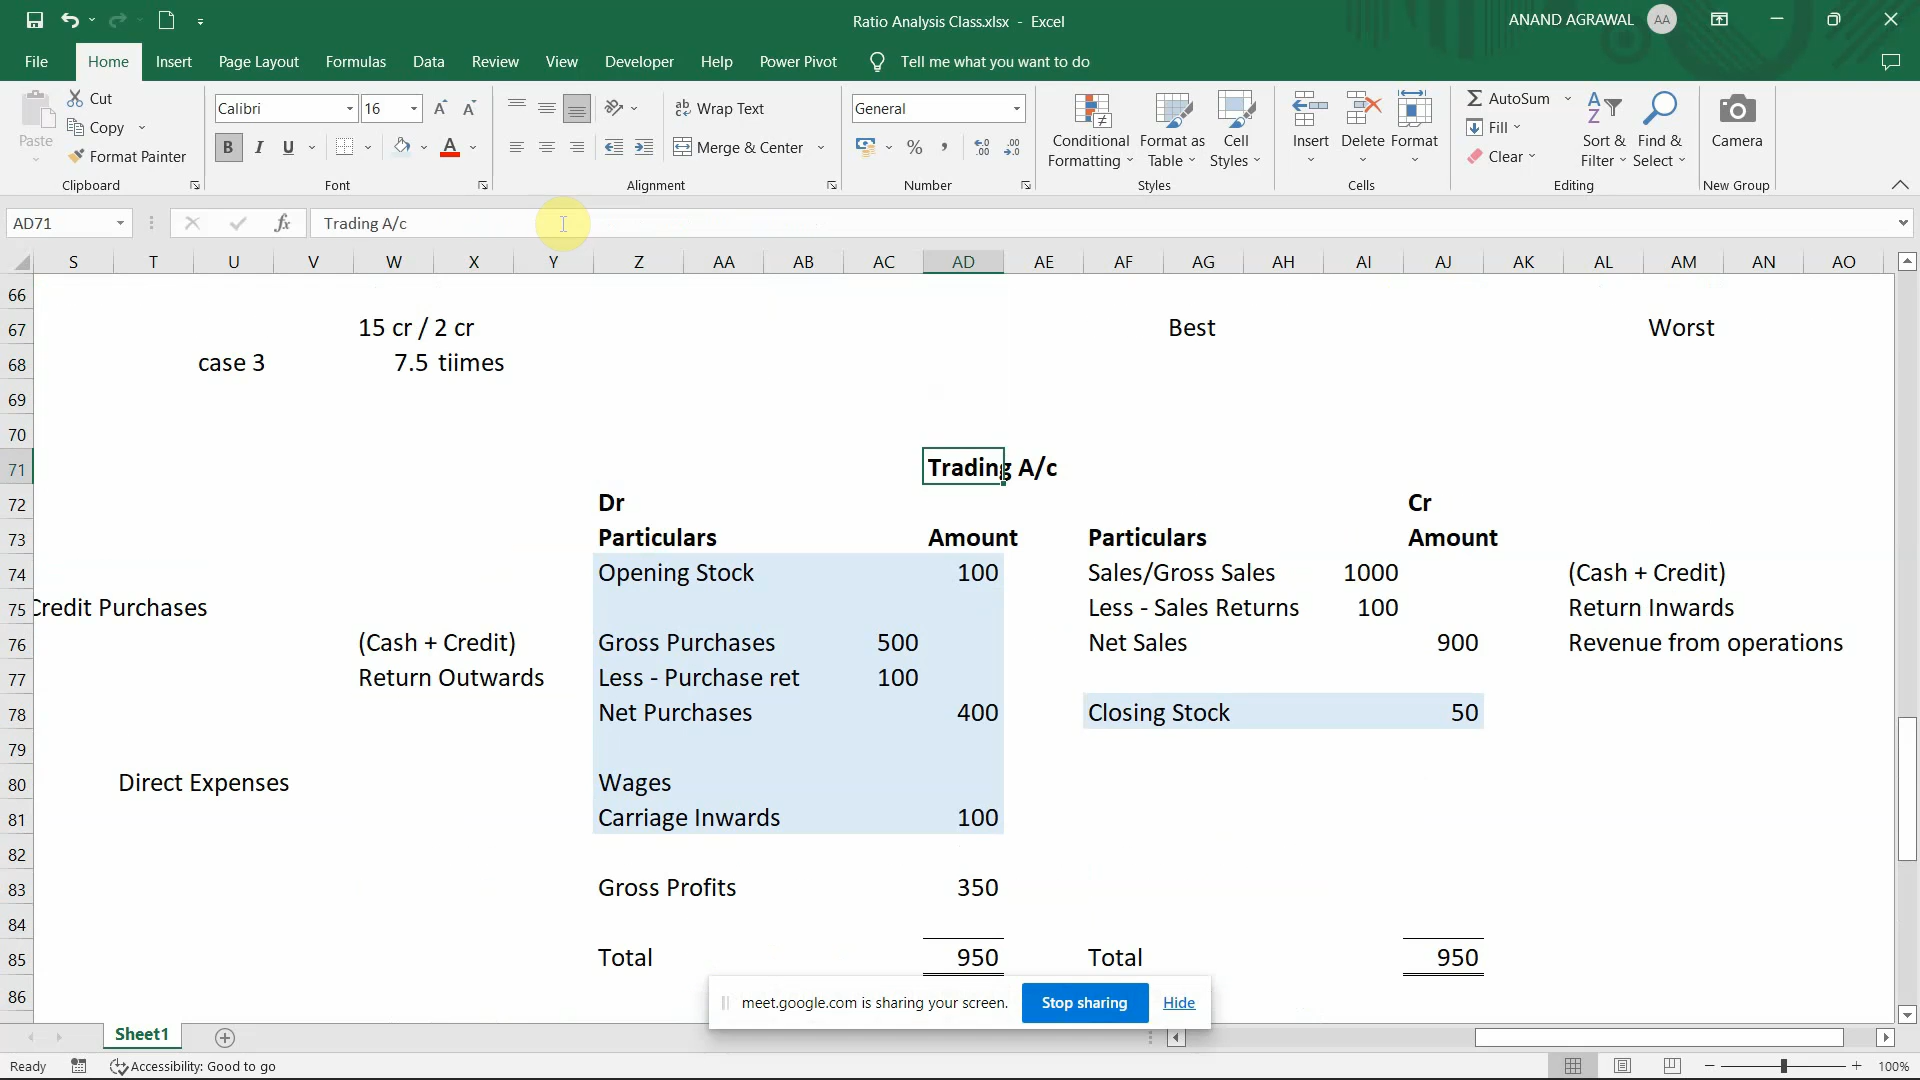 Ratio Analysis Class.xlsx - Excel
ANAND AGRAWAL AA
File Home Insert Page Layout Formulas Data Review View Developer Help Power Pivot Tell me what you want to do
Paste
Cut
Copy
Format Painter
Clipboard
Calibri 16
B I U
Font
ab Wrap Text
Merge & Center
Alignment
General
% ,
Number
Conditional Formatting
Format as Table
Cell Styles
Styles
Insert Delete Format
Cells
AutoSum
Fill
Clear
Sort & Filter
Find & Select
Editing
Camera
New Group
AD71 fx Trading A/c
S T U V W X Y Z AA AB AC AD AE AF AG AH AI AJ AK AL AM AN AO
66
67 15 cr / 2 cr Best Worst
68 case 3 7.5 tiimes
69
70
71 Trading A/c
72 Dr Cr
73 Particulars Amount Particulars Amount
74 Opening Stock 100 Sales/Gross Sales 1000 (Cash + Credit)
75 Credit Purchases Less - Sales Returns 100 Return Inwards
76 (Cash + Credit) Gross Purchases 500 Net Sales 900 Revenue from operations
77 Return Outwards Less - Purchase ret 100
78 Net Purchases 400 Closing Stock 50
79
80 Direct Expenses Wages
81 Carriage Inwards 100
82
83 Gross Profits 350
84
85 Total 950 Total 950
86
meet.google.com is sharing your screen. Stop sharing Hide
Sheet1
Ready Accessibility: Good to go 100%